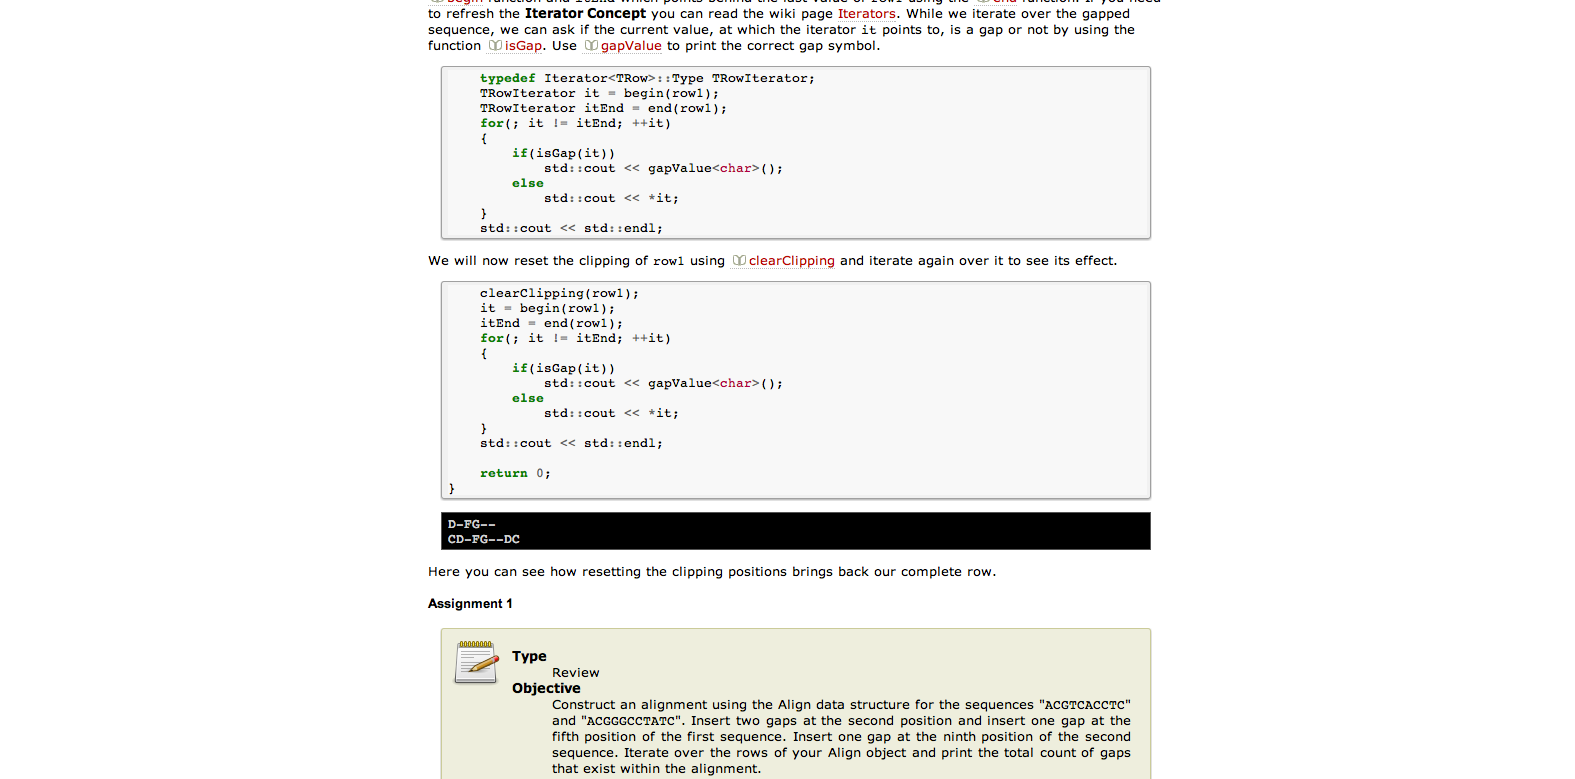 to refresh the Iterator Concept you can read the wiki page Iterators. While we iterate over the gapped
sequence, we can ask if the current value, at which the iterator it points to, is a gap or not by using the
function isGap. Use gapValue to print the correct gap symbol.
typedef Iterator<TRow>::Type TRowIterator;
TRowIterator it = begin(row1);
TRowIterator itEnd = end(row1);
for(; it != itEnd; ++it)
{
if(isGap(it))
std::cout << gapValue<char>();
else
std::cout << *it;
}
std::cout << std::endl;
We will now reset the clipping of row1 using clearClipping and iterate again over it to see its effect.
clearClipping(row1);
it = begin(row1);
itEnd = end(row1);
for(; it != itEnd; ++it)
{
if(isGap(it))
std::cout << gapValue<char>();
else
std::cout << *it;
}
std::cout << std::endl;
return 0;
}
D-FG--
CD-FG--DC
Here you can see how resetting the clipping positions brings back our complete row.
Assignment 1
Type
Review
Objective
Construct an alignment using the Align data structure for the sequences "ACGTCACCTC"
and "ACGGGCCTATC". Insert two gaps at the second position and insert one gap at the
fifth position of the first sequence. Insert one gap at the ninth position of the second
sequence. Iterate over the rows of your Align object and print the total count of gaps
that exist within the alignment.